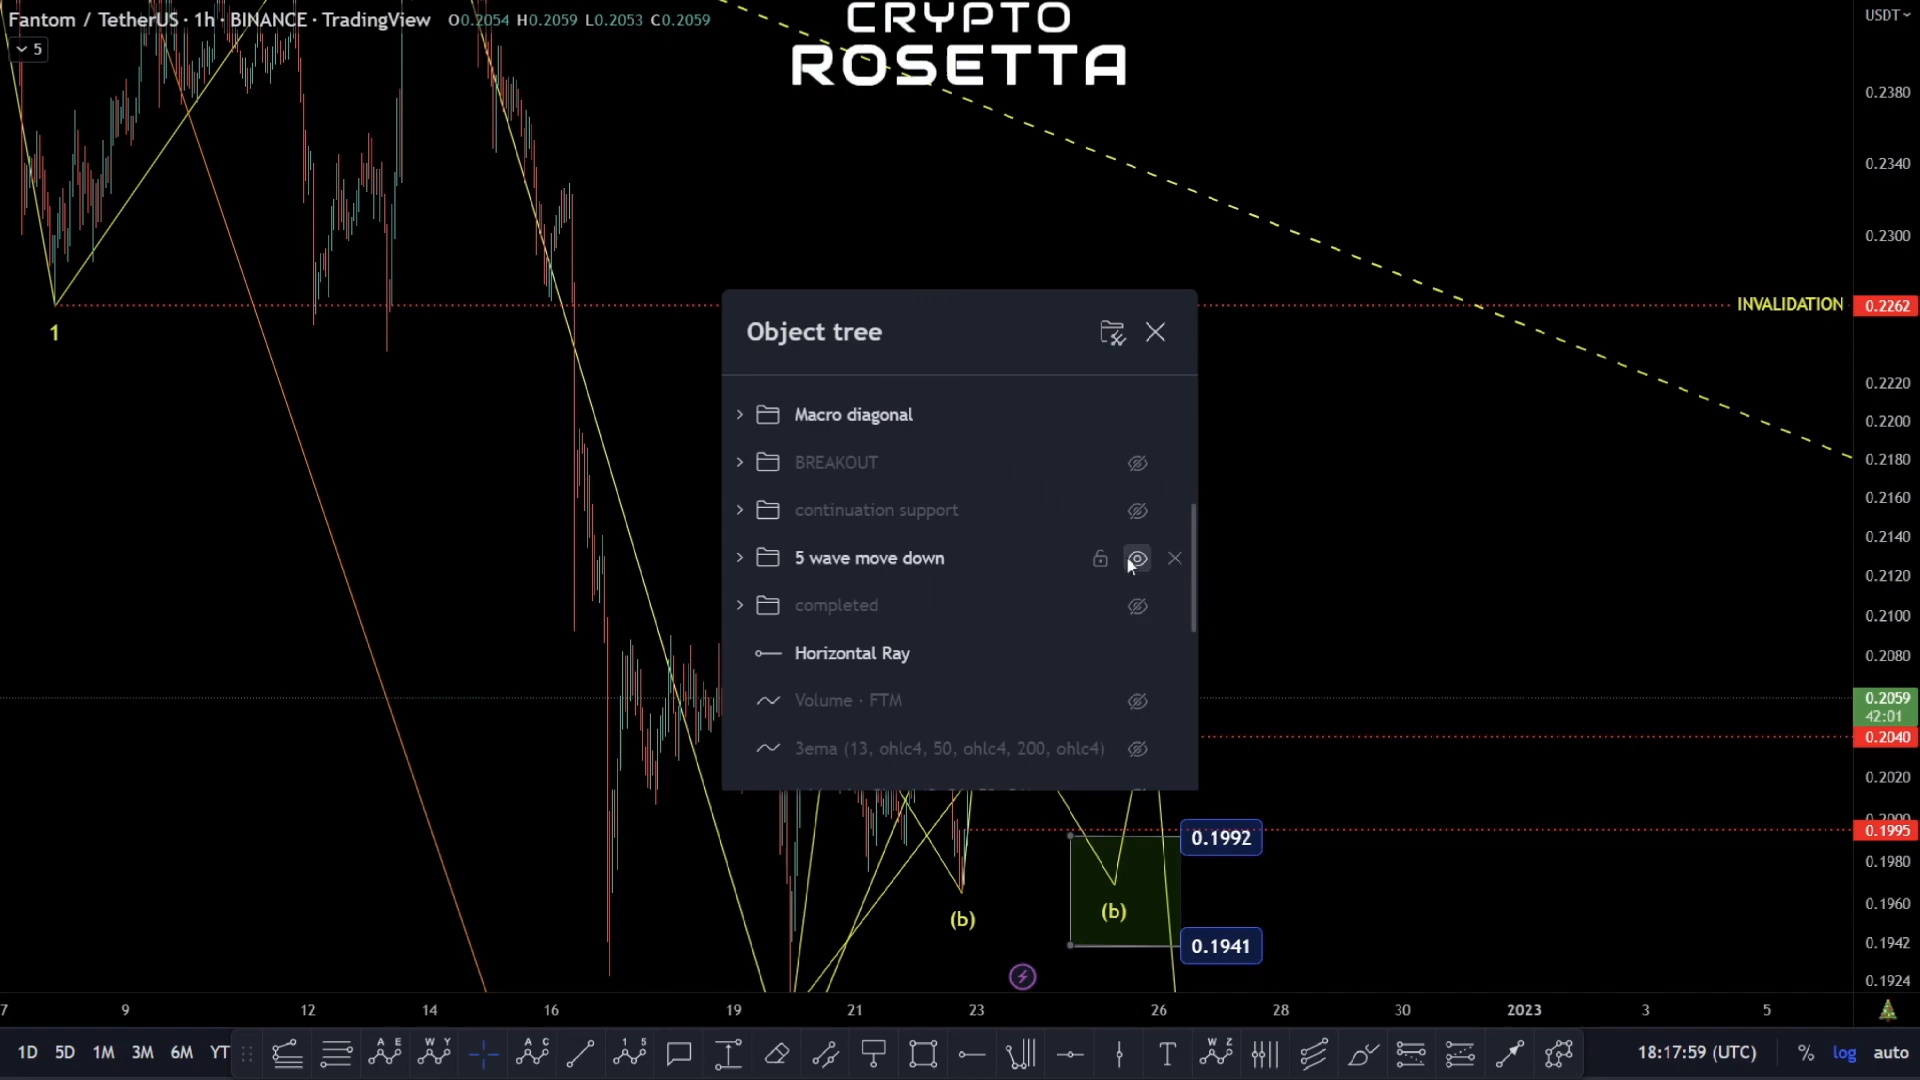 Fantom / TetherUS · 1h · BINANCE · TradingView O0.2054 H0.2059 L0.2053 C0.2059
5
CRYPTO
ROSETTA
USDT
0.2380
0.2340
0.2300
INVALIDATION 0.2262
1
0.2220
0.2200
0.2180
0.2160
0.2140
0.2120
0.2100
0.2080
0.2059
42:01
0.2040
0.2020
0.2000
0.1995
0.1980
0.1960
0.1942
0.1924
Object tree
Macro diagonal
BREAKOUT
continuation support
5 wave move down
completed
Horizontal Ray
Volume · FTM
3ema (13, ohlc4, 50, ohlc4, 200, ohlc4)
0.1992
(b)
(b)
0.1941
7 9 12 14 16 19 21 23 26 28 30 2023 3 5
1D 5D 1M 3M 6M YT
A E
W Y
A C
1 5
W Z
18:17:59 (UTC) % log auto